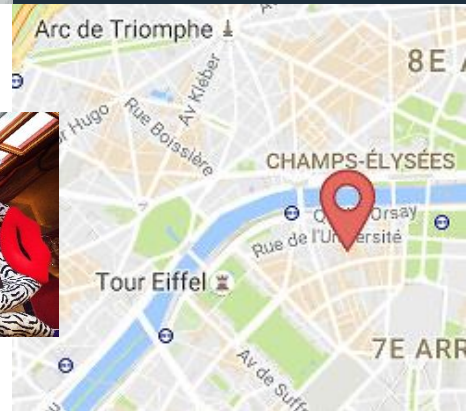 Arc de Triomphe
8E
Av Kléber
Hugo
Rue Boissière
CHAMPS-ÉLYSÉES
Orsay
Rue de l'Université
Tour Eiffel
7E ARR
Av de Suff